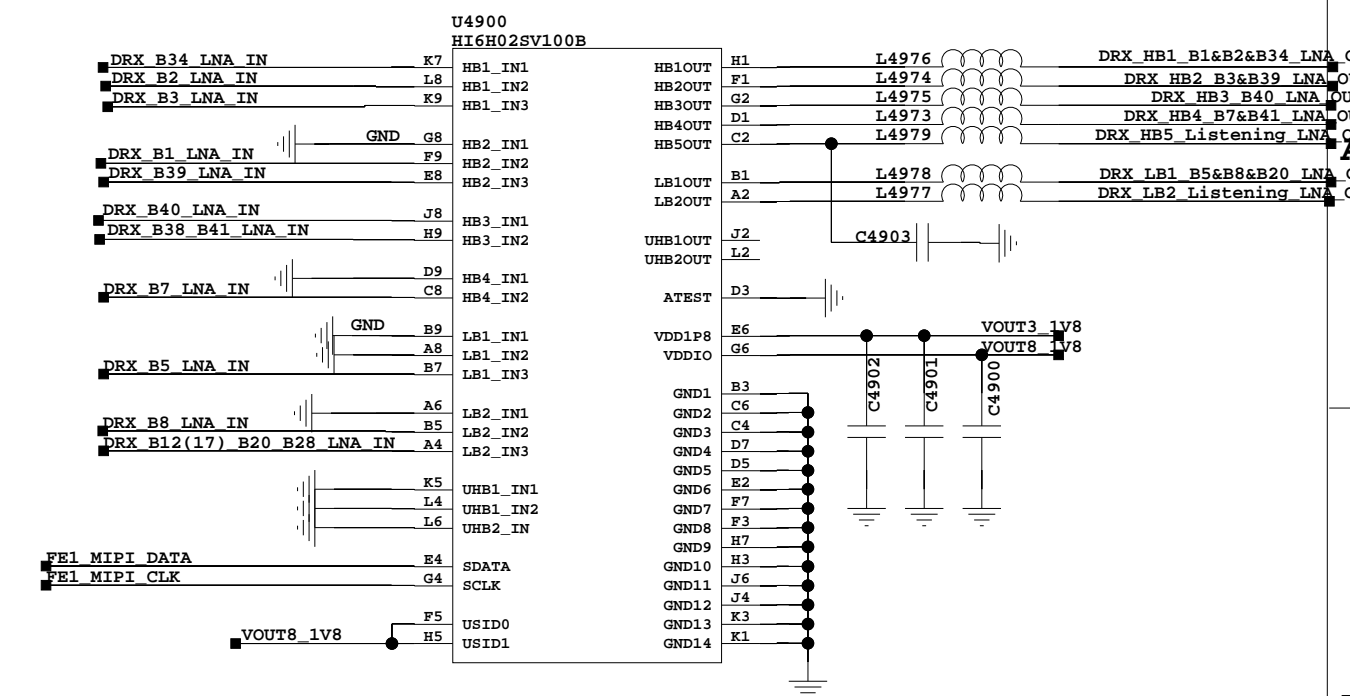 U4900
HI6H02SV100B
DRX_B34_LNA_IN K7 HB1_IN1 HB1OUT H1 L4976 DRX_HB1_B1&B2&B34_LNA
DRX_B2_LNA_IN L8 HB1_IN2 HB2OUT F1 L4974 DRX_HB2_B3&B39_LNA
DRX_B3_LNA_IN K9 HB1_IN3 HB3OUT G2 L4975 DRX_HB3_B40_LNA
HB4OUT D1 L4973 DRX_HB4_B7&B41_LNA
GND G8 HB2_IN1 HB5OUT C2 L4979 DRX_HB5_Listening_LNA
DRX_B1_LNA_IN F9 HB2_IN2
DRX_B39_LNA_IN E8 HB2_IN3 LB1OUT B1 L4978 DRX_LB1_B5&B8&B20_LNA
LB2OUT A2 L4977 DRX_LB2_Listening_LNA
DRX_B40_LNA_IN J8 HB3_IN1
DRX_B38_B41_LNA_IN H9 HB3_IN2 UHB1OUT J2 C4903
UHB2OUT L2
D9 HB4_IN1
DRX_B7_LNA_IN C8 HB4_IN2 ATEST D3
GND B9 LB1_IN1 VDD1P8 E6 VOUT3_1V8
A8 LB1_IN2 VDDIO G6 VOUT8_1V8
DRX_B5_LNA_IN B7 LB1_IN3
C4902 C4901 C4900
GND1 B3
A6 LB2_IN1 GND2 C6
DRX_B8_LNA_IN B5 LB2_IN2 GND3 C4
DRX_B12(17)_B20_B28_LNA_IN A4 LB2_IN3 GND4 D7
GND5 D5
K5 UHB1_IN1 GND6 E2
L4 UHB1_IN2 GND7 F7
L6 UHB2_IN GND8 F3
GND9 H7
FE1_MIPI_DATA E4 SDATA GND10 H3
FE1_MIPI_CLK G4 SCLK GND11 J6
GND12 J4
F5 USID0 GND13 K3
VOUT8_1V8 H5 USID1 GND14 K1